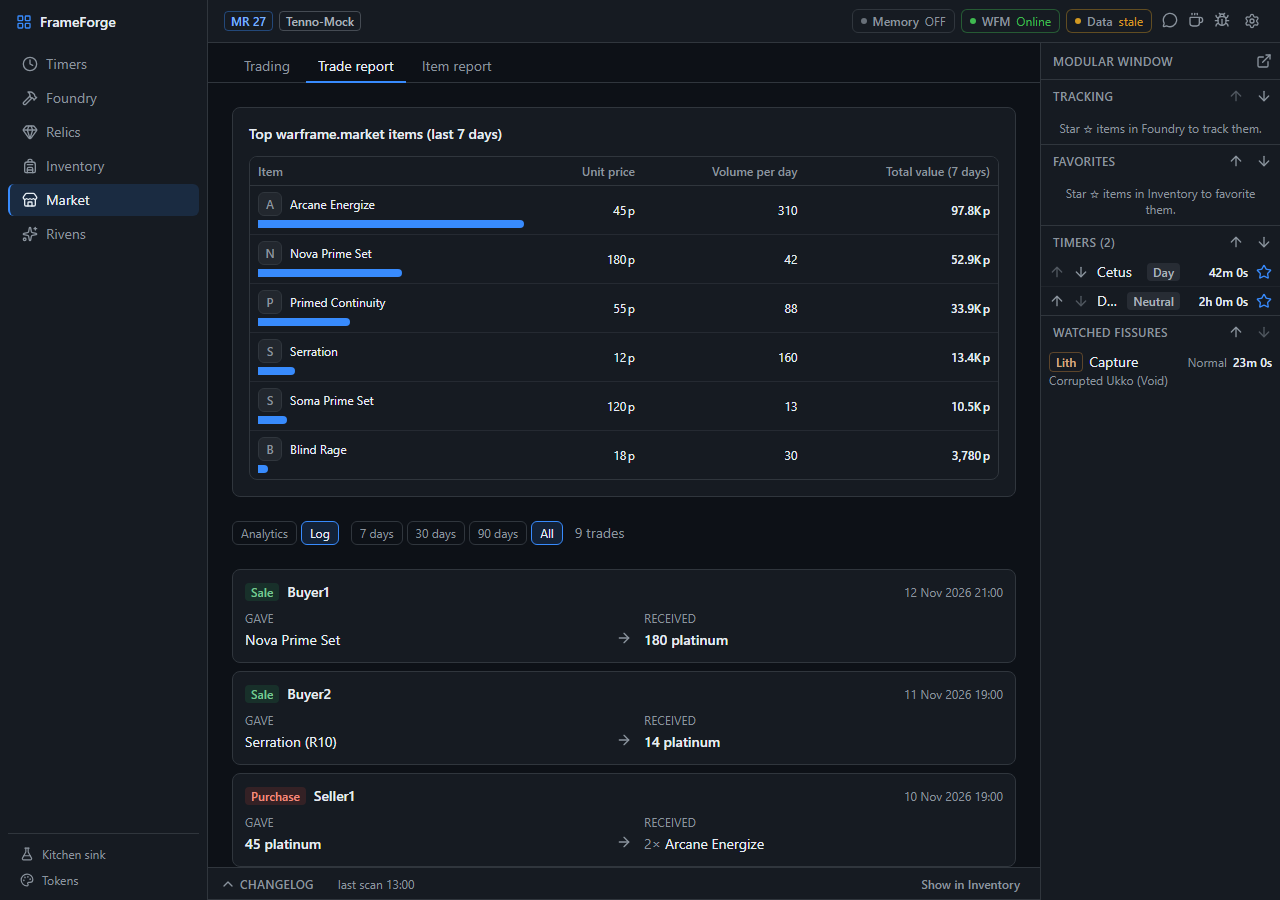 FrameForge
Timers
Foundry
Relics
Inventory
Market
Rivens
Kitchen sink
Tokens
MR 27
Tenno-Mock
Memory OFF
WFM Online
Data stale
Trading
Trade report
Item report
Top warframe.market items (last 7 days)
Item Unit price Volume per day Total value (7 days)
A Arcane Energize 45p 310 97.8Kp
N Nova Prime Set 180p 42 52.9Kp
P Primed Continuity 55p 88 33.9Kp
S Serration 12p 160 13.4Kp
S Soma Prime Set 120p 13 10.5Kp
B Blind Rage 18p 30 3,780p
Analytics Log 7 days 30 days 90 days All 9 trades
Sale Buyer1 12 Nov 2026 21:00
GAVE RECEIVED
Nova Prime Set → 180 platinum
Sale Buyer2 11 Nov 2026 19:00
GAVE RECEIVED
Serration (R10) → 14 platinum
Purchase Seller1 10 Nov 2026 19:00
GAVE RECEIVED
45 platinum → 2× Arcane Energize
CHANGELOG last scan 13:00 Show in Inventory
MODULAR WINDOW
TRACKING
Star ☆ items in Foundry to track them.
FAVORITES
Star ☆ items in Inventory to favorite
them.
TIMERS (2)
Cetus Day 42m 0s
D... Neutral 2h 0m 0s
WATCHED FISSURES
Lith Capture Normal 23m 0s
Corrupted Ukko (Void)